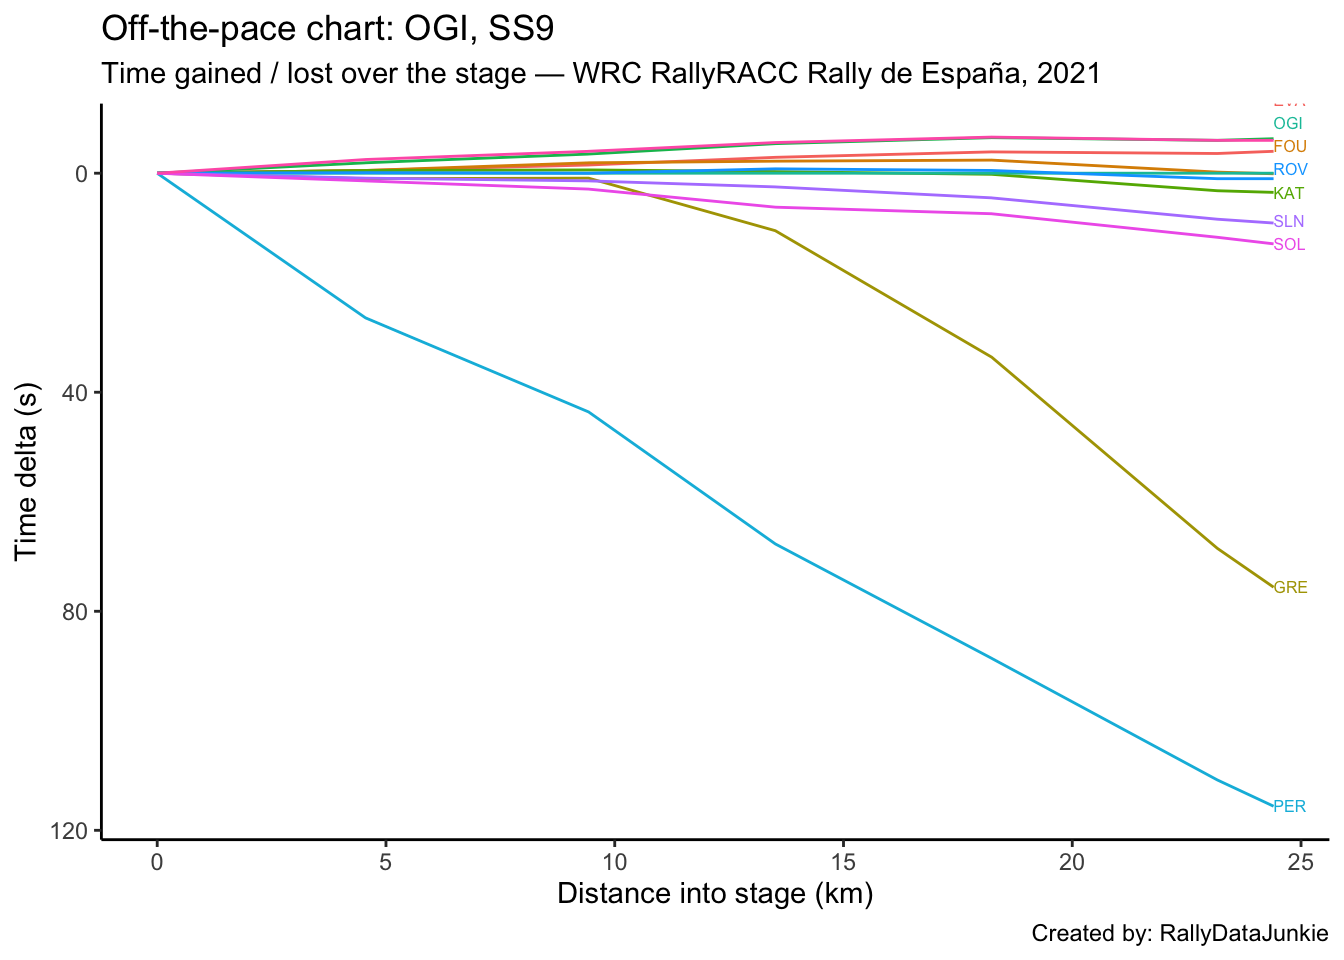 Off-the-pace chart: OGI, SS9
Time gained / lost over the stage — WRC RallyRACC Rally de España, 2021
OGI
FOU
0
ROV
KAT
SLN
SOL
40
Time delta (s)
80
GRE
PER
120
0 5 10 15 20 25
Distance into stage (km)
Created by: RallyDataJunkie